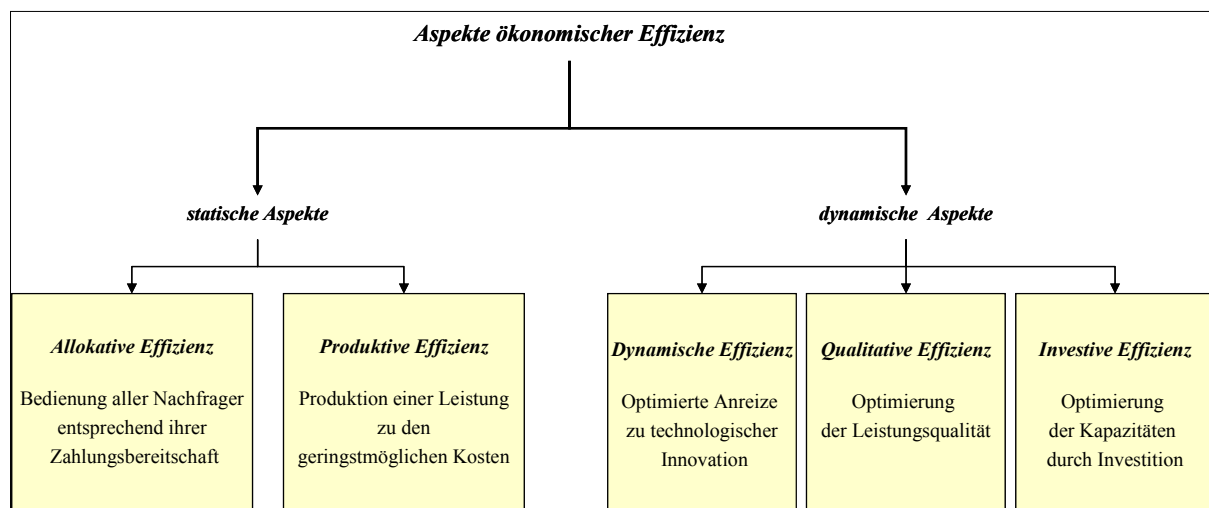 Aspekte ökonomischer Effizienz
statische Aspekte
dynamische Aspekte
Allokative Effizienz
Bedienung aller Nachfrager
entsprechend ihrer
Zahlungsbereitschaft
Produktive Effizienz
Produktion einer Leistung
zu den
geringstmöglichen Kosten
Dynamische Effizienz
Optimierte Anreize
zu technologischer
Innovation
Qualitative Effizienz
Optimierung
der Leistungsqualität
Investive Effizienz
Optimierung
der Kapazitäten
durch Investition